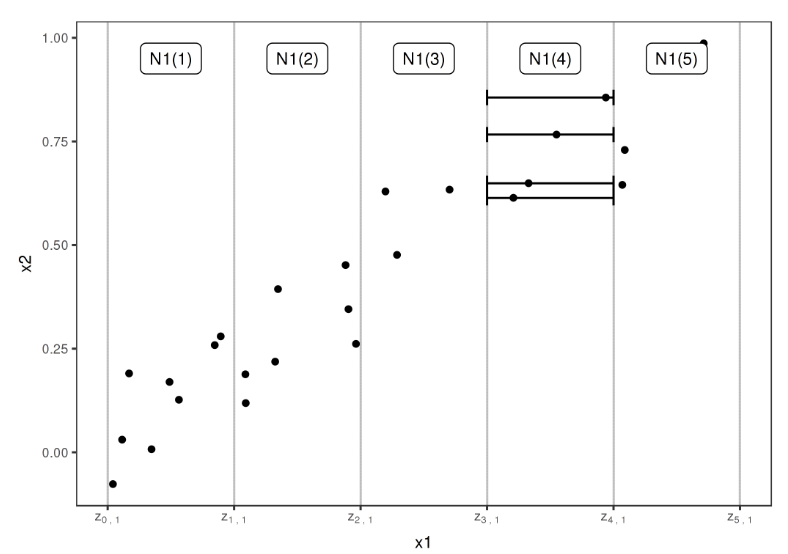 N1(1) N1(2) N1(3) N1(4) N1(5)
1.00
0.75
0.50
0.25
0.00
x2
z0, 1 z1, 1 z2, 1 z3, 1 z4, 1 z5, 1
x1